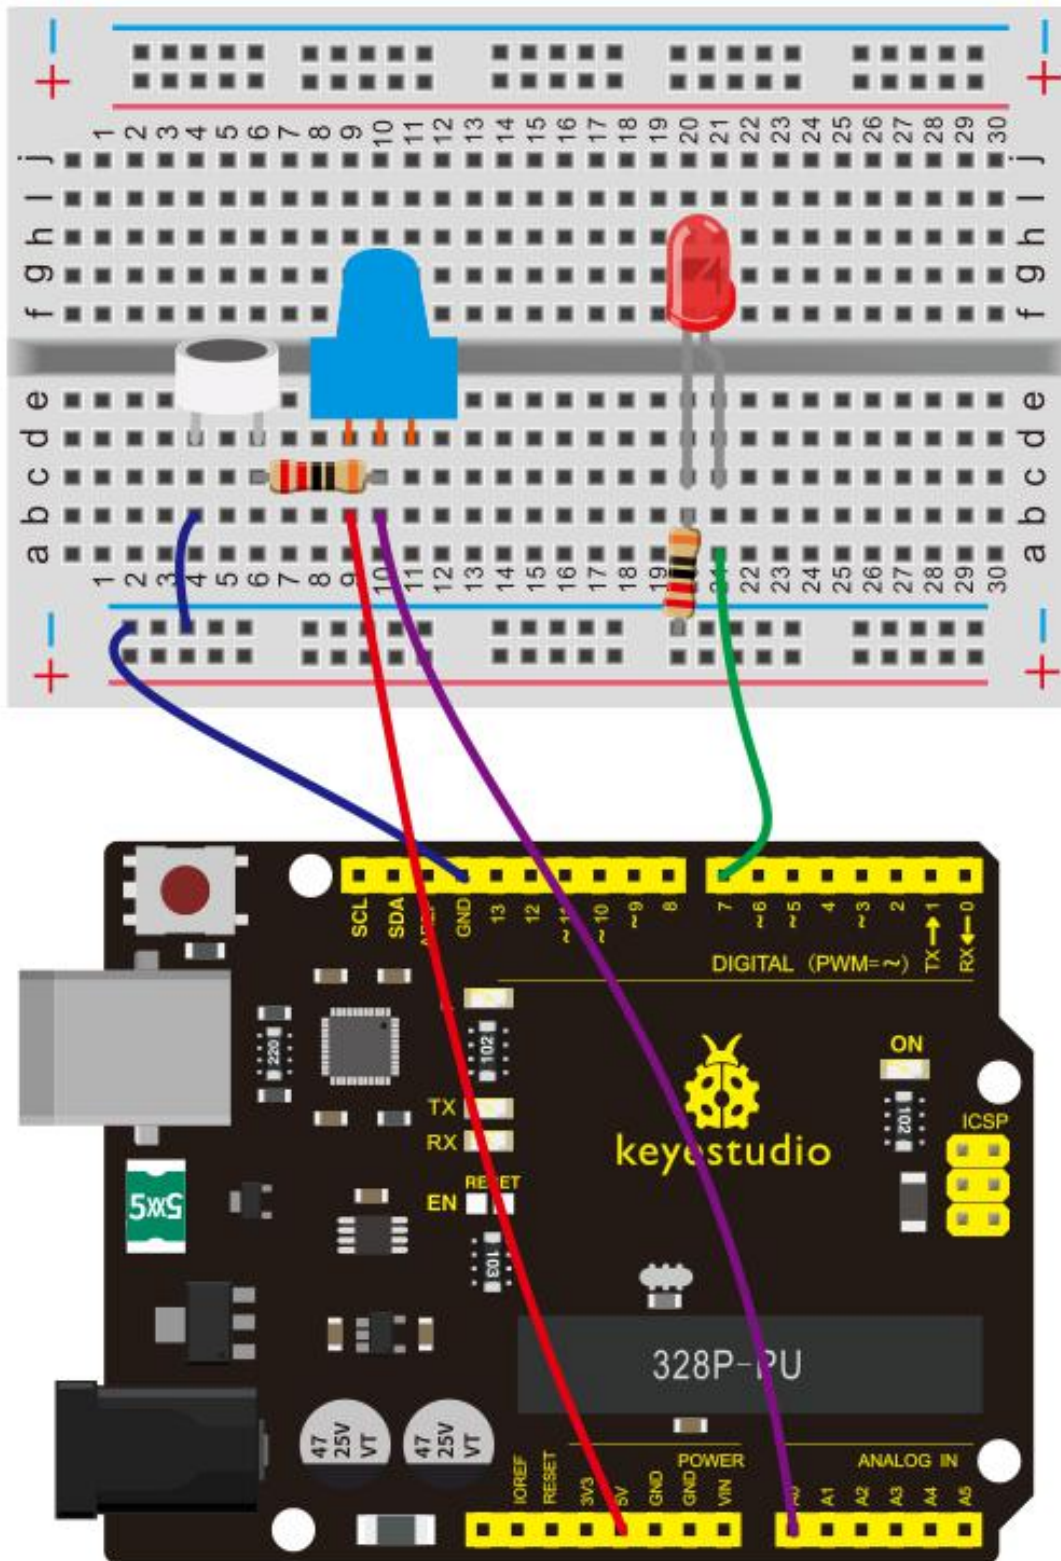 − −
+ +
1 2 3 4 5 6 7 8 9 10 11 12 13 14 15 16 17 18 19 20 21 22 23 24 25 26 27 28 29 30
j j
I I
h h
g g
f f
e e
d d
c c
b b
a a
1 2 3 4 5 6 7 8 9 10 11 12 13 14 15 16 17 18 19 22 23 24 25 26 27 28 29 30
− −
+ +
SCL SDA GND 13 12 ~10 ~9 8 7 ~6 ~5 4 ~3 2 TX→1 RX←0
DIGITAL (PWM=~)
220
102
ON
102
TX
RX
ICSP
keyestudio
RESET
EN
5XX5
103
328P-PU
47 25V VT
47 25V VT
POWER
ANALOG IN
IOREF RESET 3V3 5V GND GND VIN A0 A1 A2 A3 A4 A5